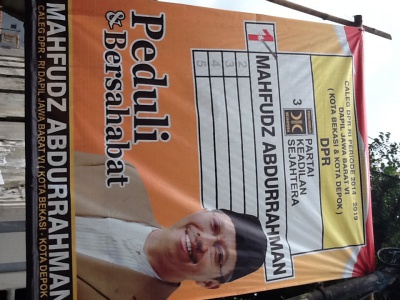 CALEG DPR RI PERIODE 2014 - 2019
DAPIL JAWA BARAT VI
( KOTA BEKASI & KOTA DEPOK )
DPR
3
PARTAI
KEADILAN
SEJAHTERA
1 MAHFUDZ ABDURRAHMAN
2
3
4
5
Peduli
& Bersahabat
MAHFUDZ ABDURRAHMAN
CALEG DPR - RI DAPIL JAWA BARAT VI KOTA BEKASI & KOTA DEPOK